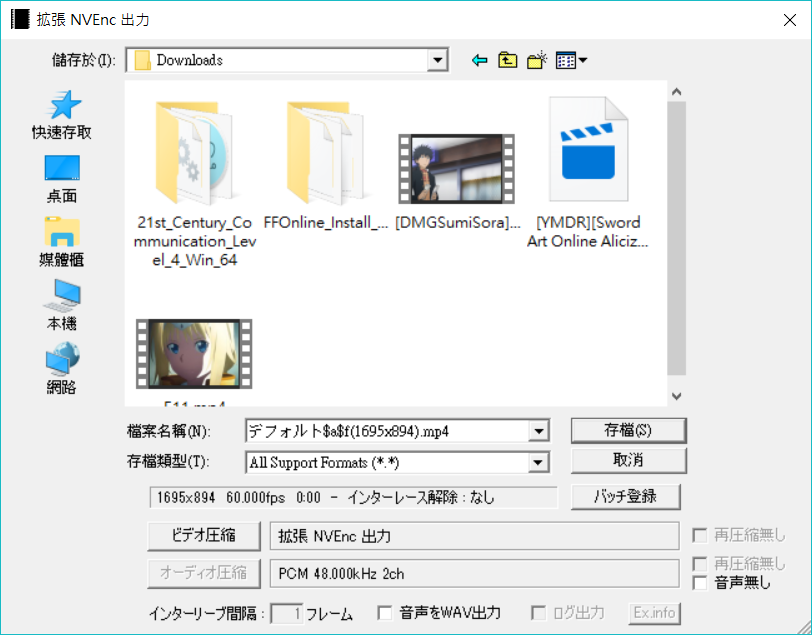 拡張 NVEnc 出力
儲存於(I):
Downloads
快速存取
桌面
媒體櫃
本機
網路
21st_Century_Co
mmunication_Lev
el_4_Win_64
FFOnline_Install_...
[DMGSumiSora]...
[YMDR][Sword
Art Online Aliciz...
511.mp4
檔案名稱(N):
デフォルト$a$f(1695x894).mp4
存檔(S)
存檔類型(T):
All Support Formats (*.*)
取消
1695x894 60.000fps 0:00 - インターレース解除 : なし
バッチ登録
ビデオ圧縮
拡張 NVEnc 出力
再圧縮無し
オーディオ圧縮
PCM 48.000kHz 2ch
再圧縮無し
音声無し
インターリーブ間隔 : 1 フレーム
音声をWAV出力
ログ出力
Ex.info